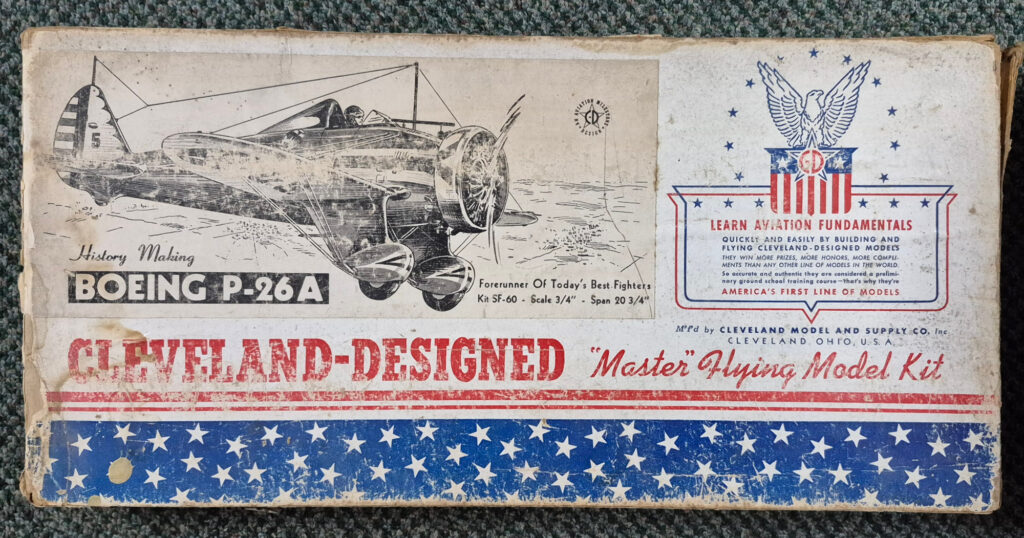 5
CD
History Making
BOEING P-26A
Forerunner Of Today's Best Fighters
Kit SF-60 - Scale 3/4" - Span 20 3/4"
CD
LEARN AVIATION FUNDAMENTALS
QUICKLY AND EASILY BY BUILDING AND
FLYING CLEVELAND-DESIGNED MODELS
THEY WIN MORE PRIZES, MORE HONORS, MORE COMPLI-
MENTS THAN ANY OTHER LINE OF MODELS IN THE WORLD.
So accurate and authentic they are considered a prelimi-
nary ground school training course—that's why they're
AMERICA'S FIRST LINE OF MODELS
M'f'd by CLEVELAND MODEL AND SUPPLY CO. Inc
CLEVELAND OHIO, U.S.A.
CLEVELAND-DESIGNED "Master" Flying Model Kit